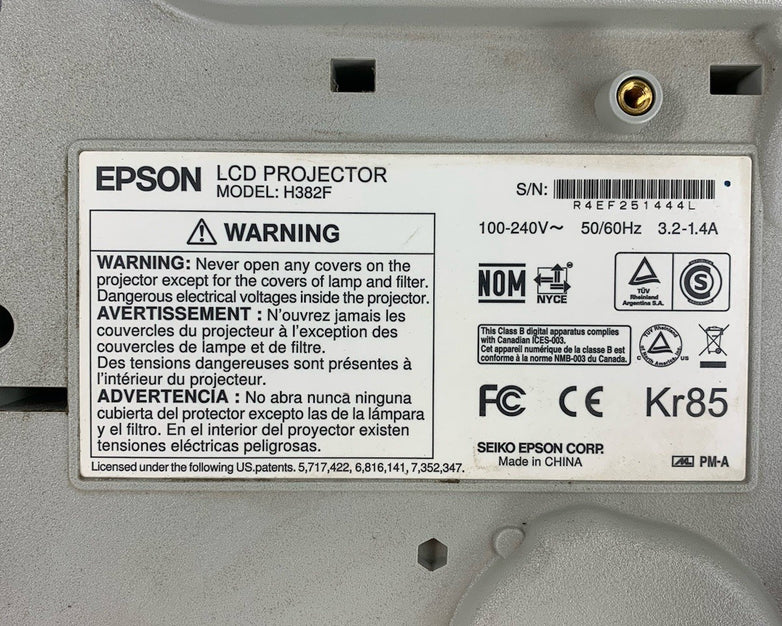 EPSON LCD PROJECTOR
MODEL: H382F
WARNING
WARNING: Never open any covers on the
projector except for the covers of lamp and filter.
Dangerous electrical voltages inside the projector.
AVERTISSEMENT : N'ouvrez jamais les
couvercles du projecteur à l'exception des
couvercles de lampe et de filtre.
Des tensions dangereuses sont présentes à
l'intérieur du projecteur.
ADVERTENCIA : No abra nunca ninguna
cubierta del protector excepto las de la lámpara
y el filtro. En el interior del proyector existen
tensiones eléctricas peligrosas.
Licensed under the following US.patents. 5,717,422, 6,816,141, 7,352,347.
S/N:
R4EF251444L
100-240V~ 50/60Hz 3.2-1.4A
NOM
NYCE
TÜV
Rheinland
Argentina S.A.
S
This Class B digital apparatus complies
with Canadian ICES-003.
Cet appareil numérique de la classe B est
conforme à la norme NMB-003 du Canada.
TUV Rheinland
of North America, Inc.
C US
FC CE Kr85
SEIKO EPSON CORP.
Made in CHINA
PM-A